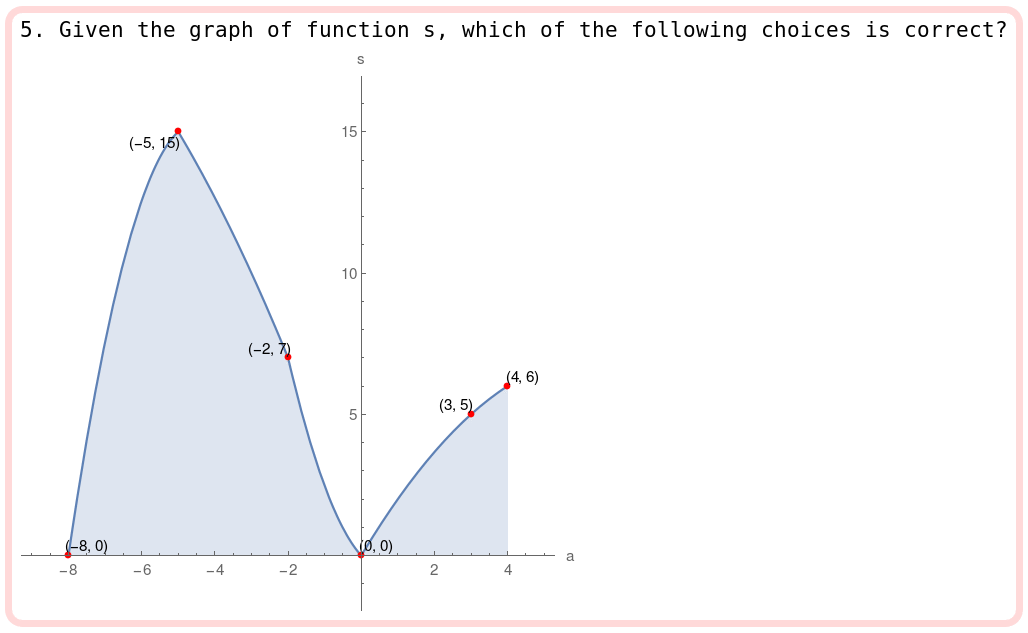 5. Given the graph of function s, which of the following choices is correct?
s
15
(−5, 15)
10
(−2, 7)
(4, 6)
(3, 5)
5
(−8, 0)
(0, 0)
a
−8 −6 −4 −2 2 4